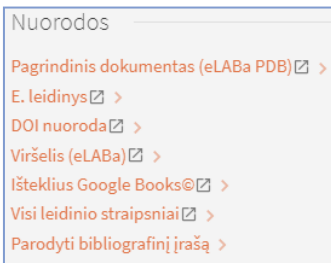 Nuorodos
Pagrindinis dokumentas (eLABa PDB) >
E. leidinys >
DOI nuoroda >
Viršelis (eLABa) >
Išteklius Google Books© >
Visi leidinio straipsniai >
Parodyti bibliografinį įrašą >